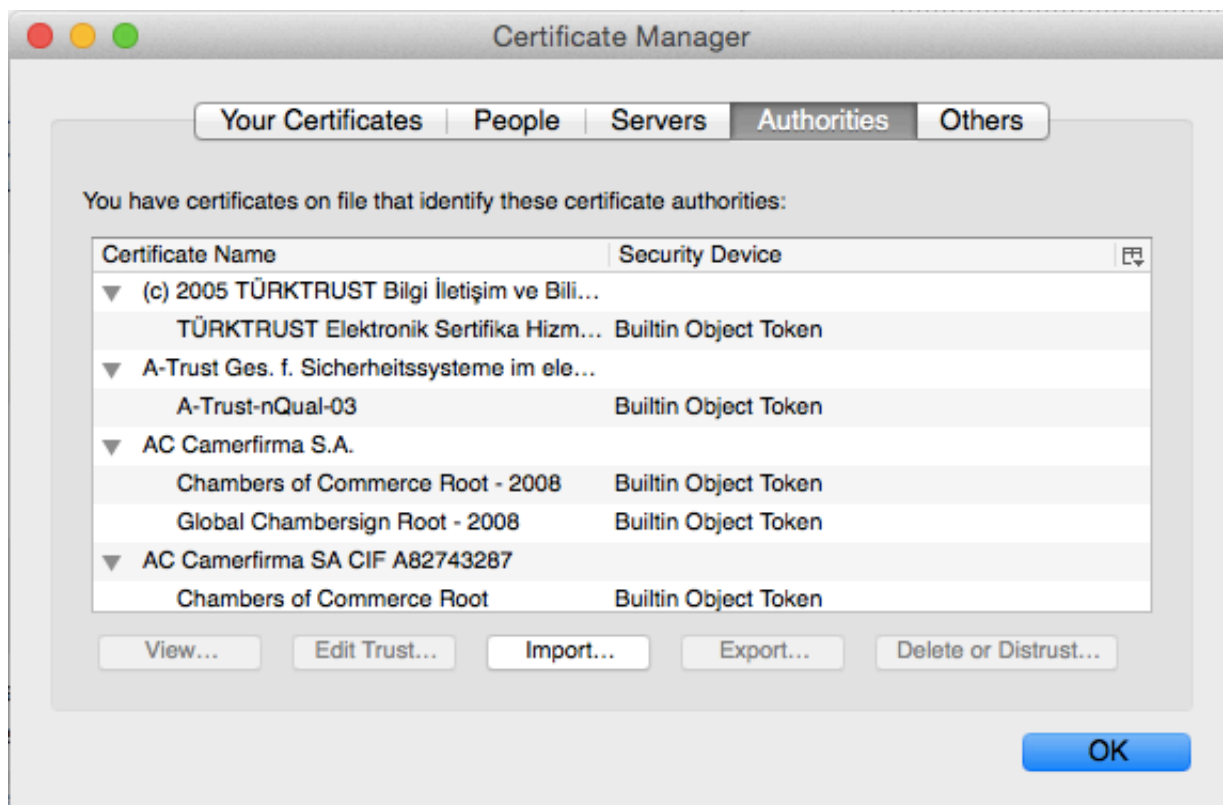 Certificate Manager
Your Certificates People Servers Authorities Others
You have certificates on file that identify these certificate authorities:
Certificate Name Security Device
(c) 2005 TÜRKTRUST Bilgi İletişim ve Bili...
TÜRKTRUST Elektronik Sertifika Hizm... Builtin Object Token
A-Trust Ges. f. Sicherheitssysteme im ele...
A-Trust-nQual-03 Builtin Object Token
AC Camerfirma S.A.
Chambers of Commerce Root - 2008 Builtin Object Token
Global Chambersign Root - 2008 Builtin Object Token
AC Camerfirma SA CIF A82743287
Chambers of Commerce Root Builtin Object Token
View... Edit Trust... Import... Export... Delete or Distrust...
OK